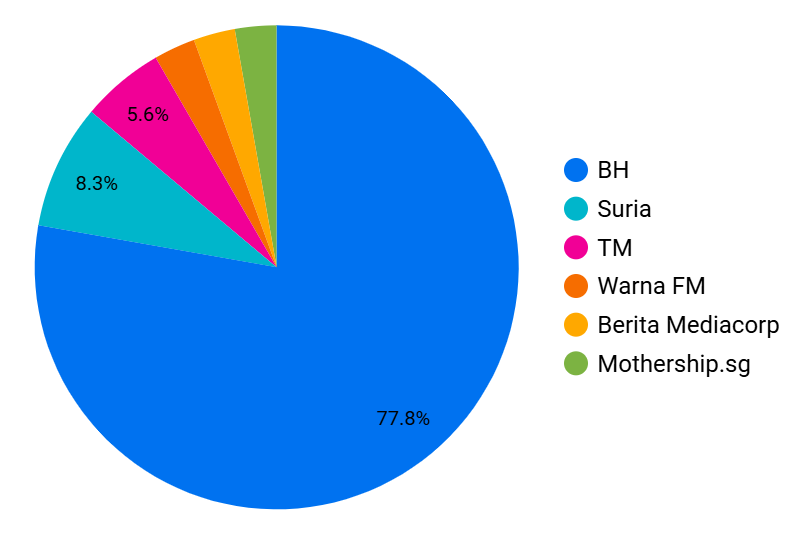 5.6%
8.3%
77.8%
BH
Suria
TM
Warna FM
Berita Mediacorp
Mothership.sg